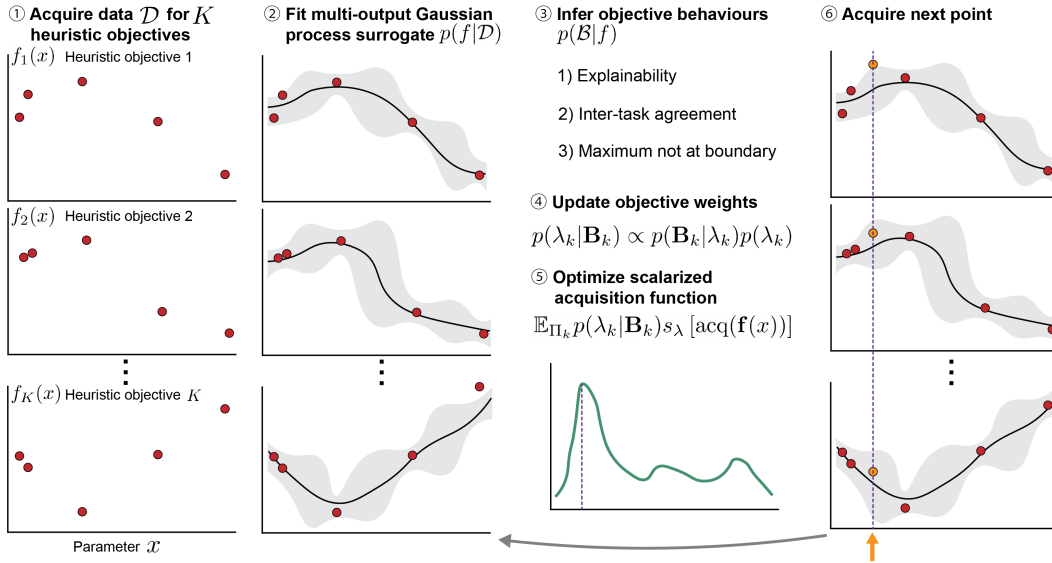 ① Acquire data 𝒟 for K
heuristic objectives
f₁(x) Heuristic objective 1
f₂(x) Heuristic objective 2
⋮
f_K(x) Heuristic objective K
Parameter x
② Fit multi-output Gaussian
process surrogate p(f|𝒟)
⋮
③ Infer objective behaviours
p(ℬ|f)
1) Explainability
2) Inter-task agreement
3) Maximum not at boundary
④ Update objective weights
p(λ_k|𝐁_k) ∝ p(𝐁_k|λ_k)p(λ_k)
⑤ Optimize scalarized
acquisition function
𝔼_{Π_k} p(λ_k|𝐁_k)s_λ [acq(𝐟(x))]
⑥ Acquire next point
⋮